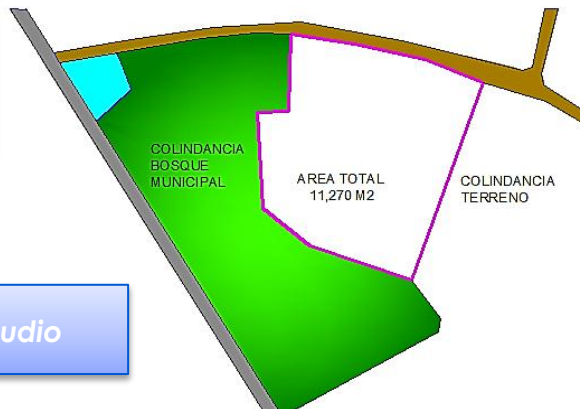 COLINDANCIA
BOSQUE
MUNICIPAL
AREA TOTAL
11,270 M2
COLINDANCIA
TERRENO
udio